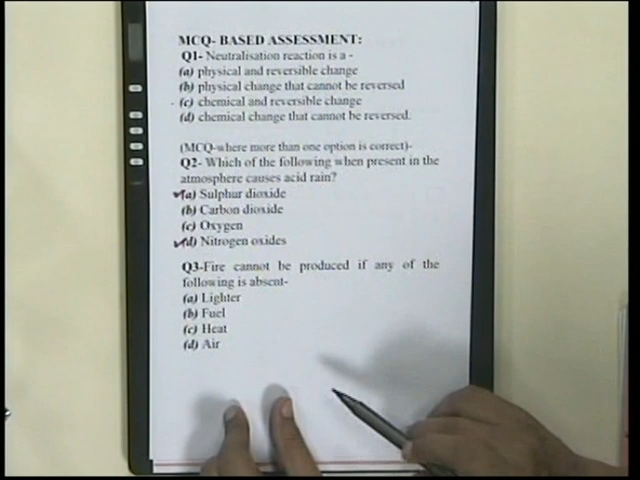 MCQ- BASED ASSESSMENT:
Q1- Neutralisation reaction is a -
(a) physical and reversible change
(b) physical change that cannot be reversed
(c) chemical and reversible change
(d) chemical change that cannot be reversed.
(MCQ-where more than one option is correct)-
Q2- Which of the following when present in the
atmosphere causes acid rain?
(a) Sulphur dioxide
(b) Carbon dioxide
(c) Oxygen
(d) Nitrogen oxides
Q3-Fire cannot be produced if any of the
following is absent-
(a) Lighter
(b) Fuel
(c) Heat
(d) Air